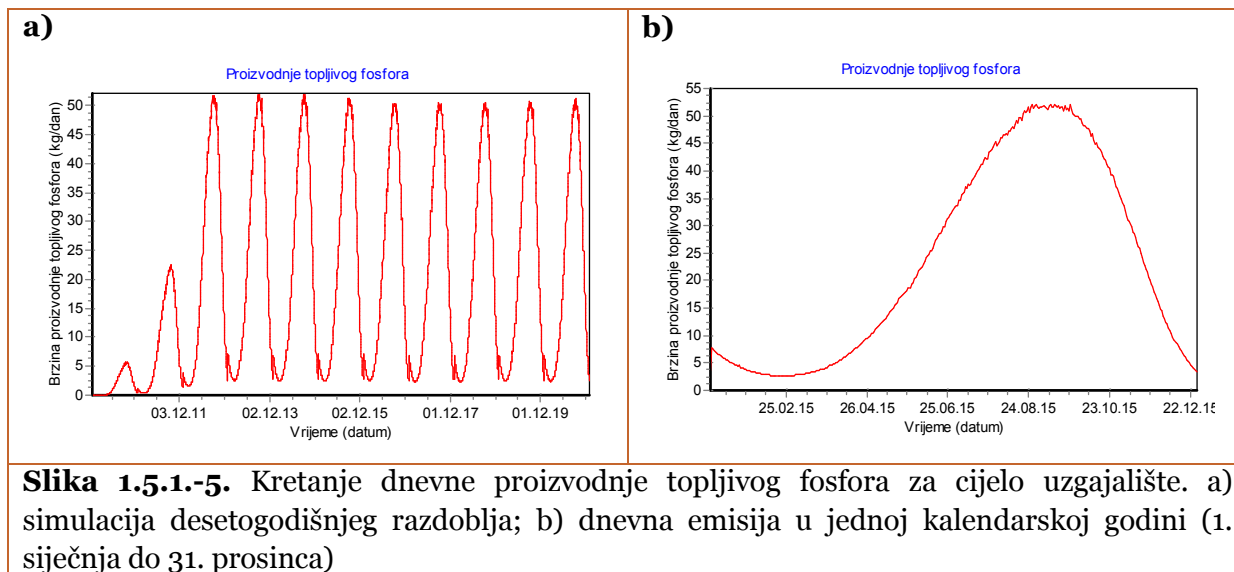 a)
Proizvodnje topljivog fosfora
Brzina proizvodnje topljivog fosfora (kg/dan)
50
45
40
35
30
25
20
15
10
5
0
03.12.11 02.12.13 02.12.15 01.12.17 01.12.19
Vrijeme (datum)
b)
Proizvodnje topljivog fosfora
Brzina proizvodnje topljivog fosfora (kg/dan)
55
50
45
40
35
30
25
20
15
10
5
0
25.02.15 26.04.15 25.06.15 24.08.15 23.10.15 22.12.15
Vrijeme (datum)
Slika 1.5.1.-5. Kretanje dnevne proizvodnje topljivog fosfora za cijelo uzgajalište. a)
simulacija desetogodišnjeg razdoblja; b) dnevna emisija u jednoj kalendarskoj godini (1.
siječnja do 31. prosinca)